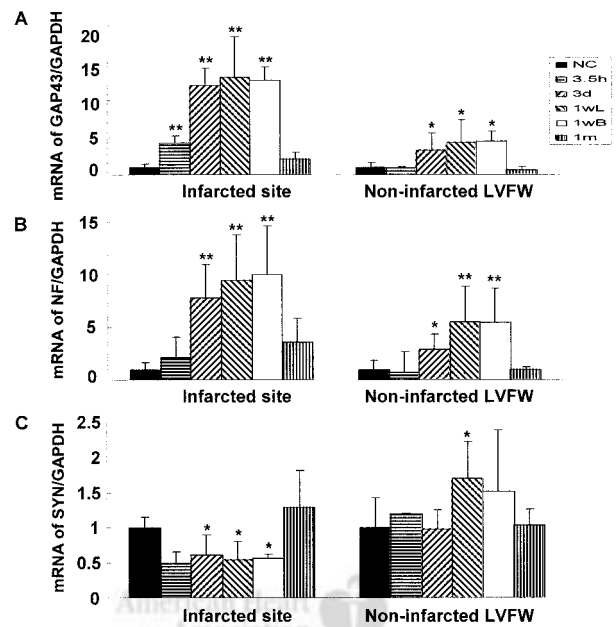 A
mRNA of GAP43/GAPDH
20
15
10
5
0
** ** ** **
* * *
Infarcted site
Non-infarcted LVFW
NC
3.5h
3d
1wL
1wB
1m
B
mRNA of NF/GAPDH
15
10
5
0
** ** **
* ** **
Infarcted site
Non-infarcted LVFW
C
mRNA of SYN/GAPDH
2.5
2
1.5
1
0.5
0
* * *
*
Infarcted site
Non-infarcted LVFW
American Heart